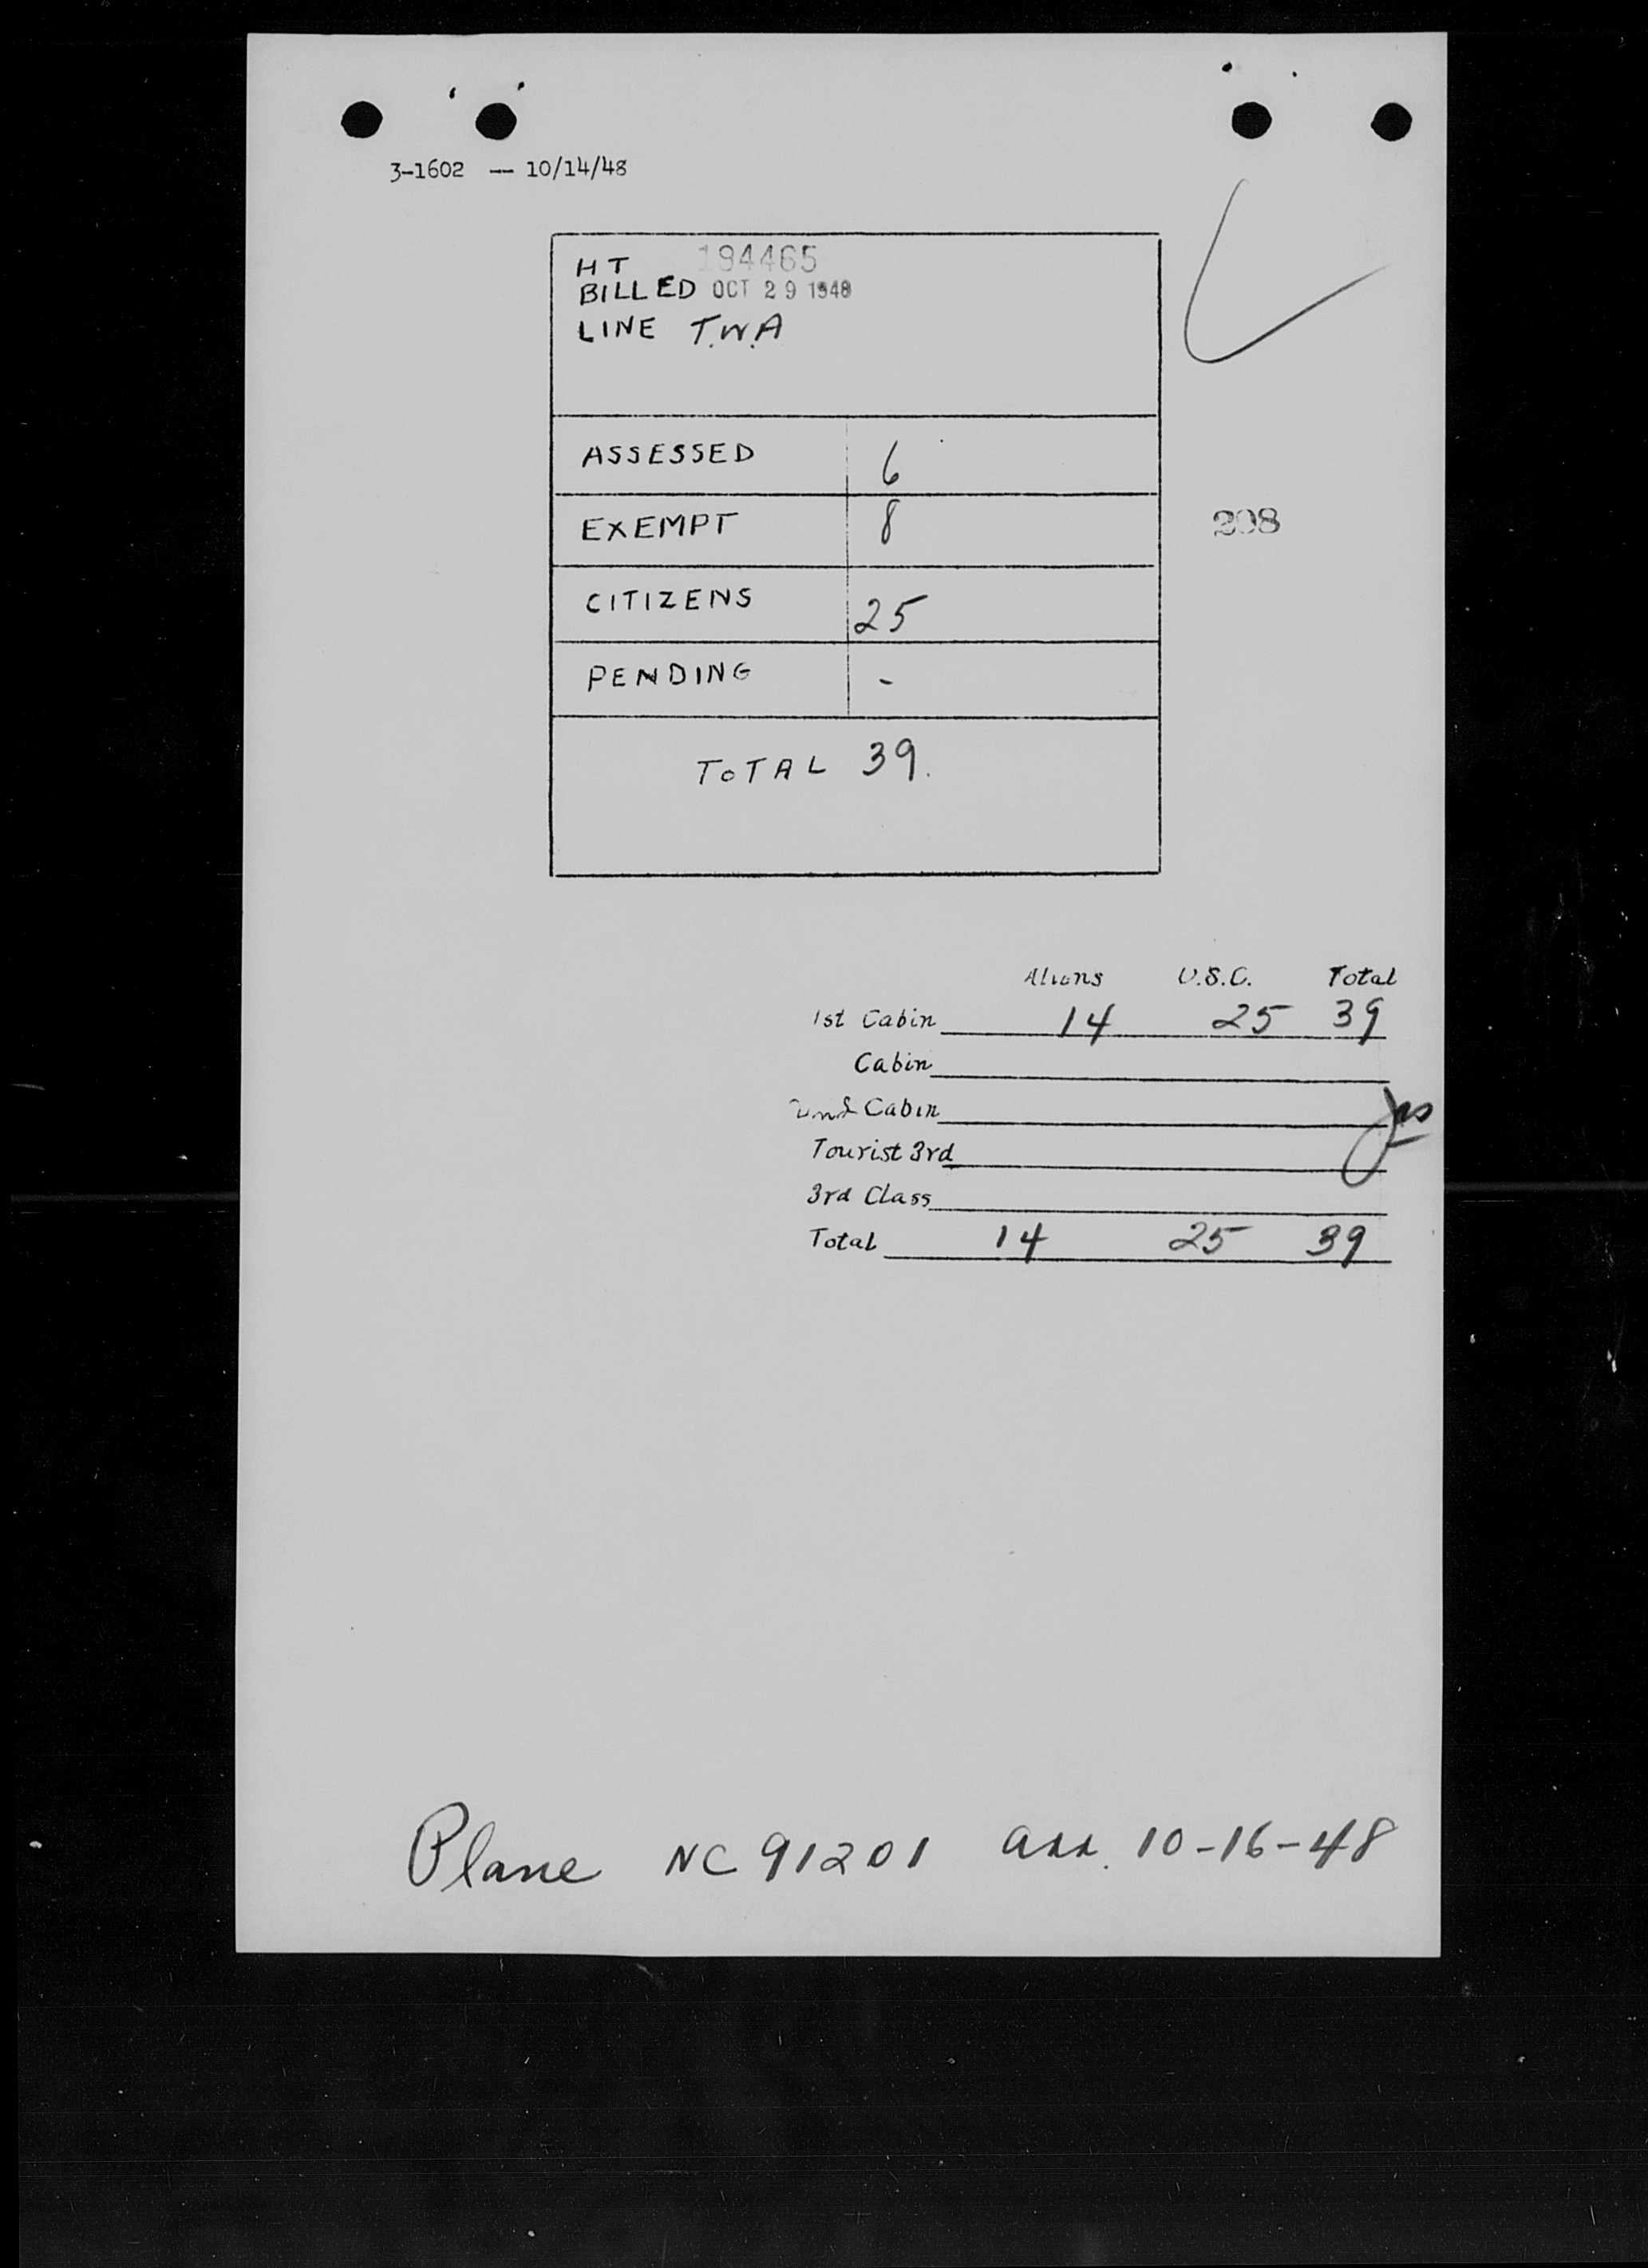 3-1602 -- 10/14/48
HT 194465
BILLED OCT 29 1948
LINE T.W.A
ASSESSED 6
EXEMPT 8
298
CITIZENS 25
PENDING -
TOTAL 39.
Aliens U.S.C. Total
1st Cabin 14 25 39
Cabin
2nd Cabin
Tourist 3rd
3rd Class
Total 14 25 39
Plane NC 91201 arr. 10-16-48